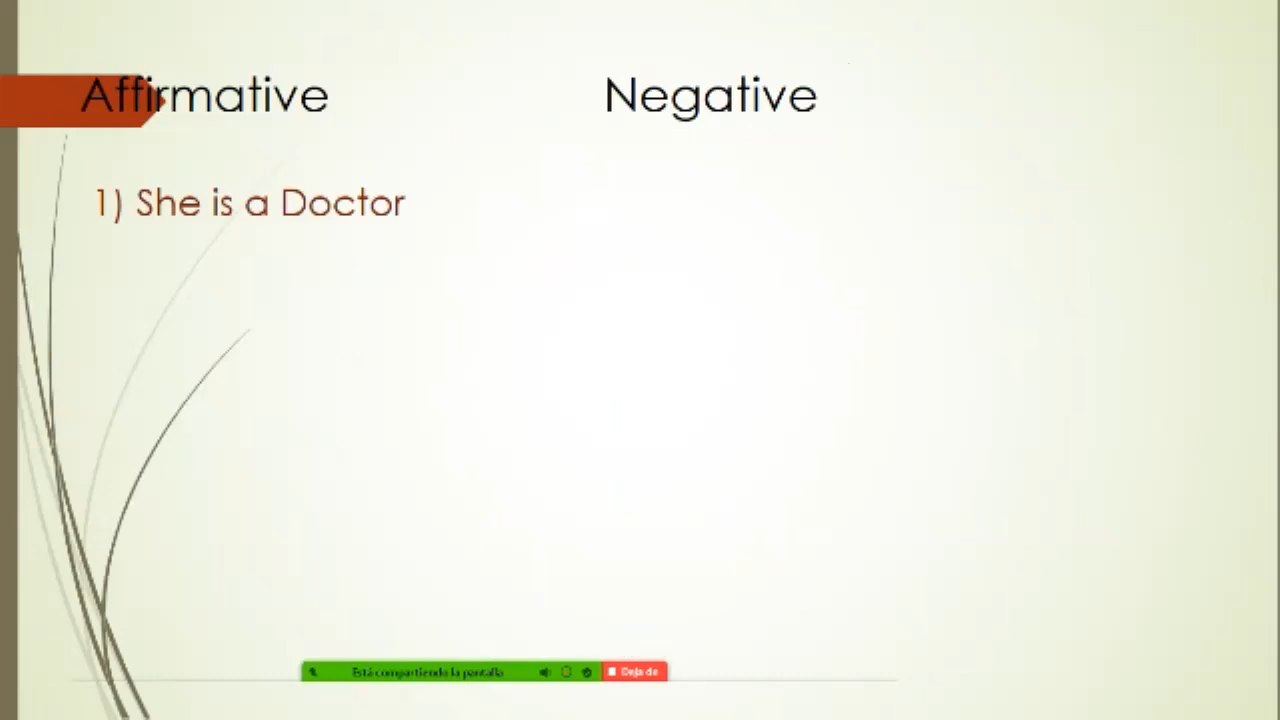 Affirmative Negative
1) She is a Doctor
Está compartiendo la pantalla Deja de